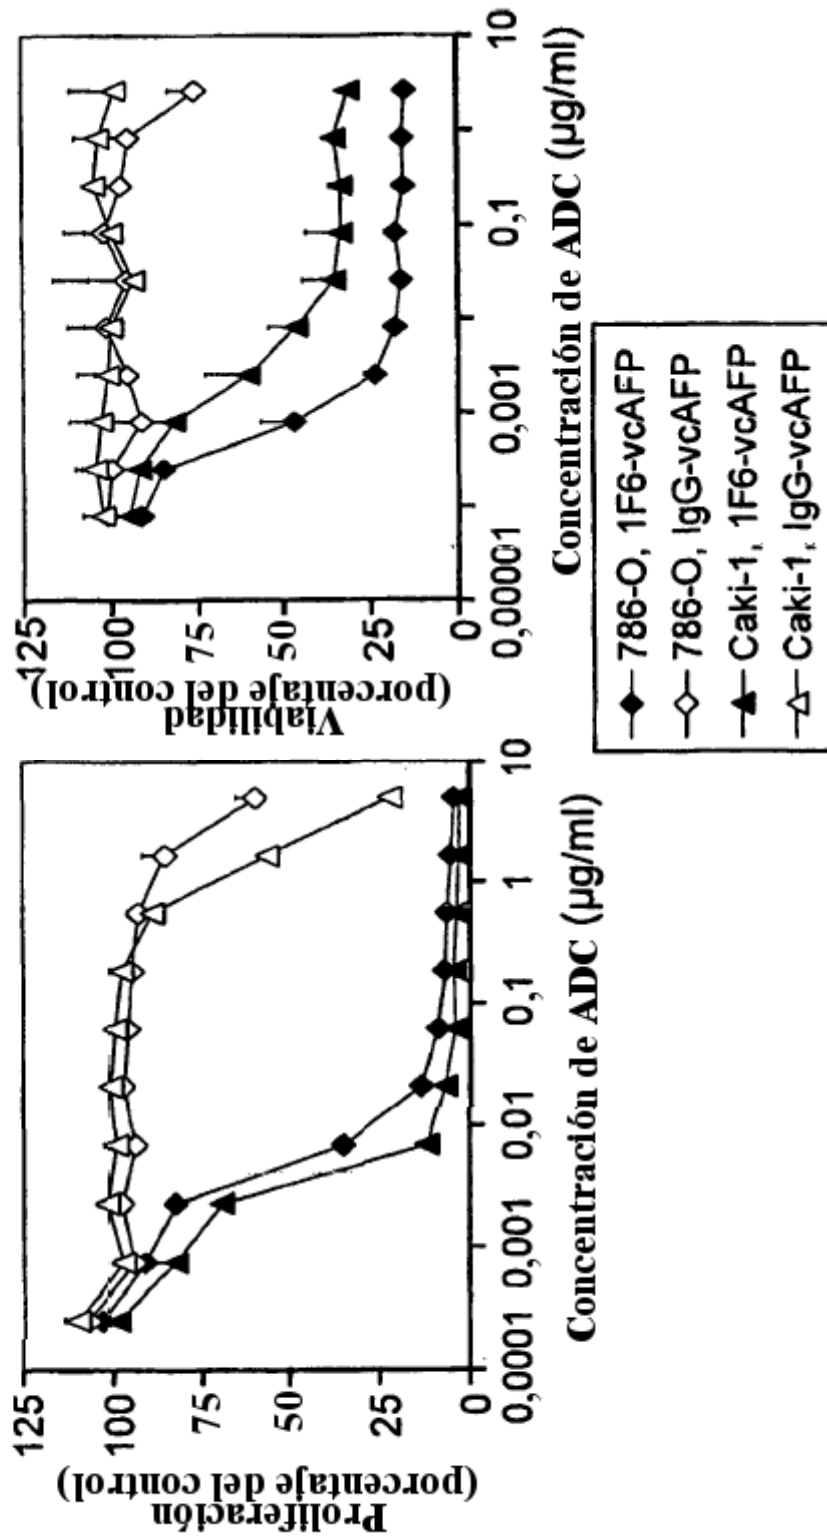 Proliferación
(porcentaje del control)
125
100
75
50
25
0
0,0001
0,001
0,01
0,1
1
10
Concentración de ADC (µg/ml)
Viabilidad
(porcentaje del control)
125
100
75
50
25
0
0,00001
0,001
0,1
10
Concentración de ADC (µg/ml)
786-O, 1F6-vcAFP
786-O, IgG-vcAFP
Caki-1, 1F6-vcAFP
Caki-1, IgG-vcAFP